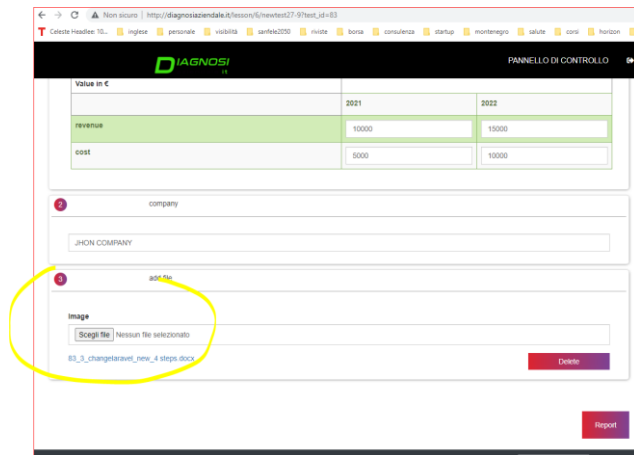 Non sicuro | http://diagnosiaziendale.it/lesson/6/newtest27-9?test_id=83
Celeste Headlee: 10... inglese personale visibilità sanfele2050 riviste borsa consulenza startup montenegro salute corsi horizon
DIAGNOSI
PANNELLO DI CONTROLLO
Value in €
2021 2022
revenue 10000 15000
cost 5000 10000
2 company
JHON COMPANY
3 add file
Image
Scegli file Nessun file selezionato
83_3_changelaravel_new_4 steps.docx Delete
Report